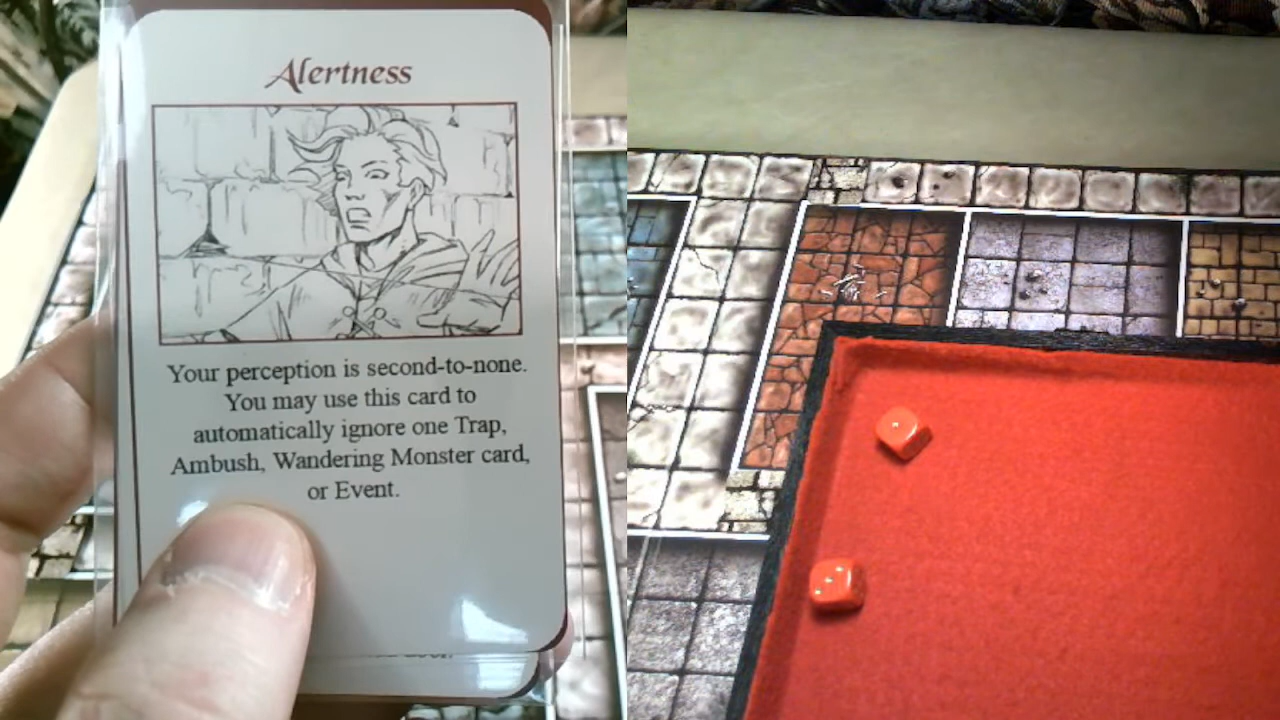 Alertness
Your perception is second-to-none.
You may use this card to
automatically ignore one Trap,
Ambush, Wandering Monster card,
or Event.